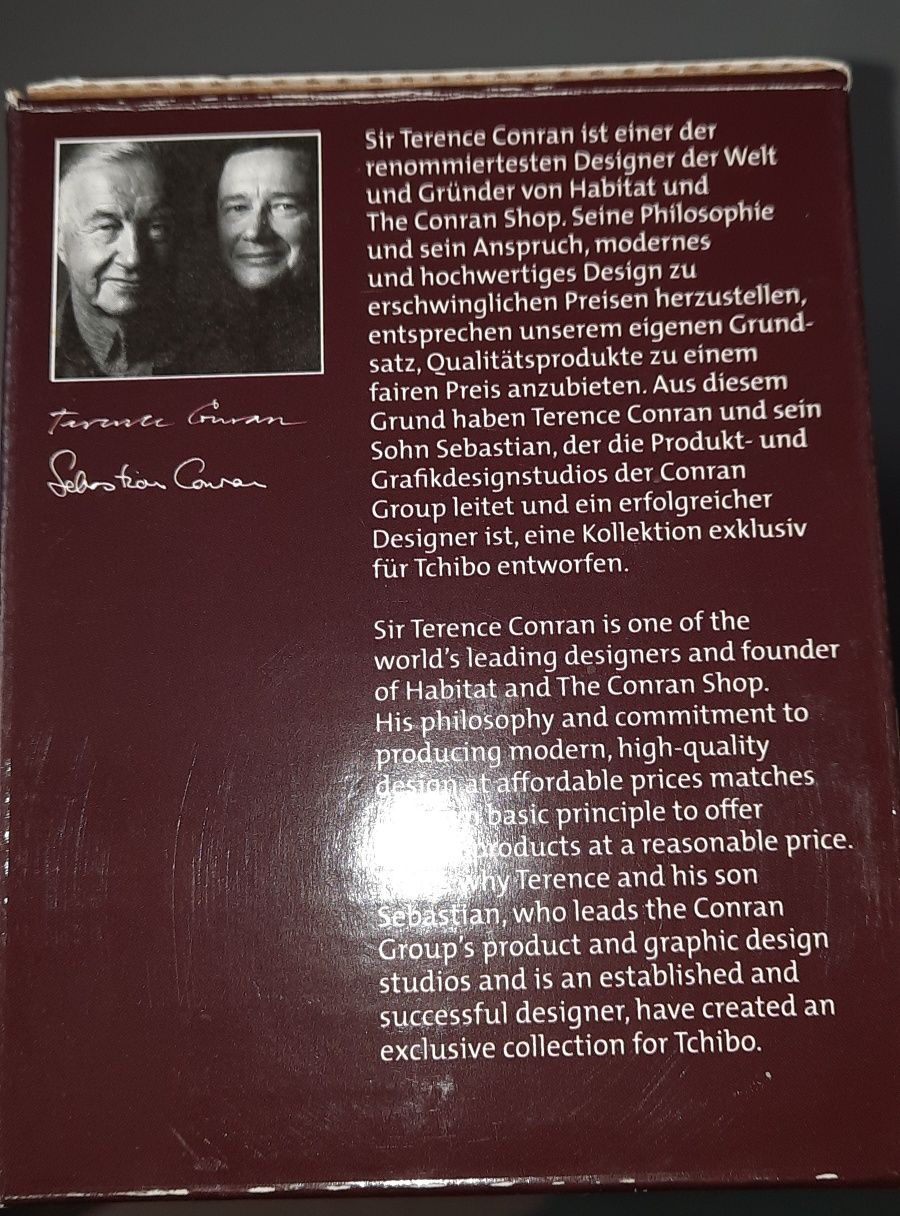 Sir Terence Conran ist einer der
renommiertesten Designer der Welt
und Gründer von Habitat und
The Conran Shop. Seine Philosophie
und sein Anspruch, modernes
und hochwertiges Design zu
erschwinglichen Preisen herzustellen,
entsprechen unserem eigenen Grund-
satz, Qualitätsprodukte zu einem
fairen Preis anzubieten. Aus diesem
Grund haben Terence Conran und sein
Sohn Sebastian, der die Produkt- und
Grafikdesignstudios der Conran
Group leitet und ein erfolgreicher
Designer ist, eine Kollektion exklusiv
für Tchibo entworfen.
Terence Conran
Sebastian Conran
Sir Terence Conran is one of the
world's leading designers and founder
of Habitat and The Conran Shop.
His philosophy and commitment to
producing modern, high-quality
design at affordable prices matches
basic principle to offer
products at a reasonable price.
why Terence and his son
Sebastian, who leads the Conran
Group's product and graphic design
studios and is an established and
successful designer, have created an
exclusive collection for Tchibo.